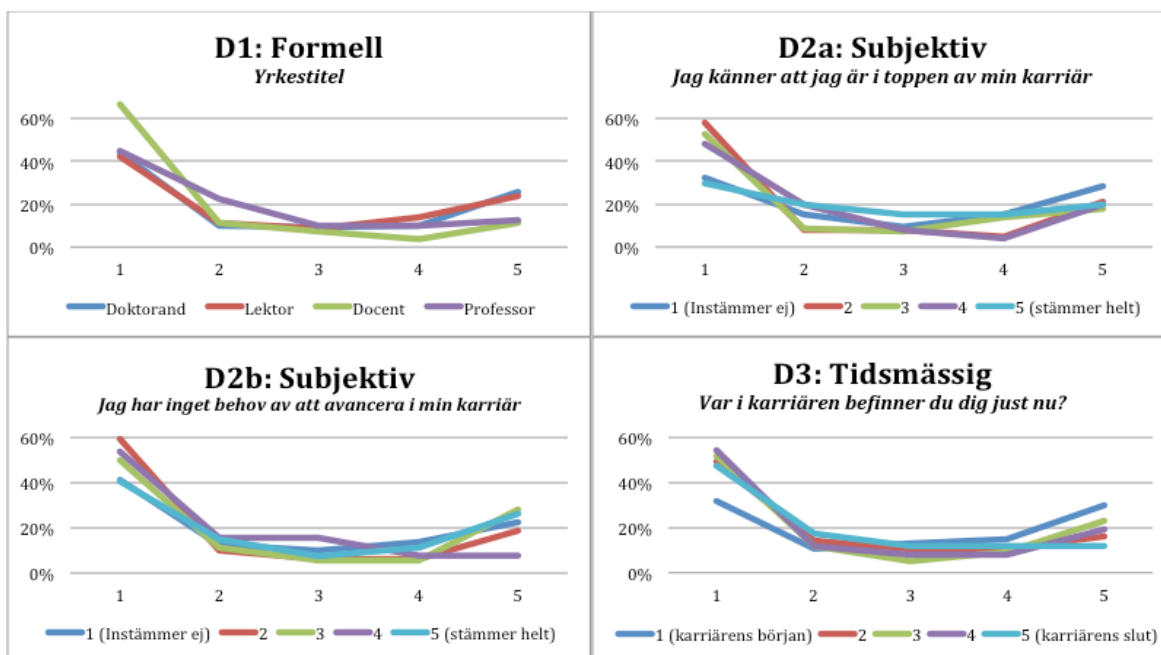 D1: Formell
Yrkestitel
60%
40%
20%
0%
1 2 3 4 5
Doktorand Lektor Docent Professor
D2a: Subjektiv
Jag känner att jag är i toppen av min karriär
60%
40%
20%
0%
1 2 3 4 5
1 (Instämmer ej) 2 3 4 5 (stämmer helt)
D2b: Subjektiv
Jag har inget behov av att avancera i min karriär
60%
40%
20%
0%
1 2 3 4 5
1 (Instämmer ej) 2 3 4 5 (stämmer helt)
D3: Tidsmässig
Var i karriären befinner du dig just nu?
60%
40%
20%
0%
1 2 3 4 5
1 (karriärens början) 2 3 4 5 (karriärens slut)